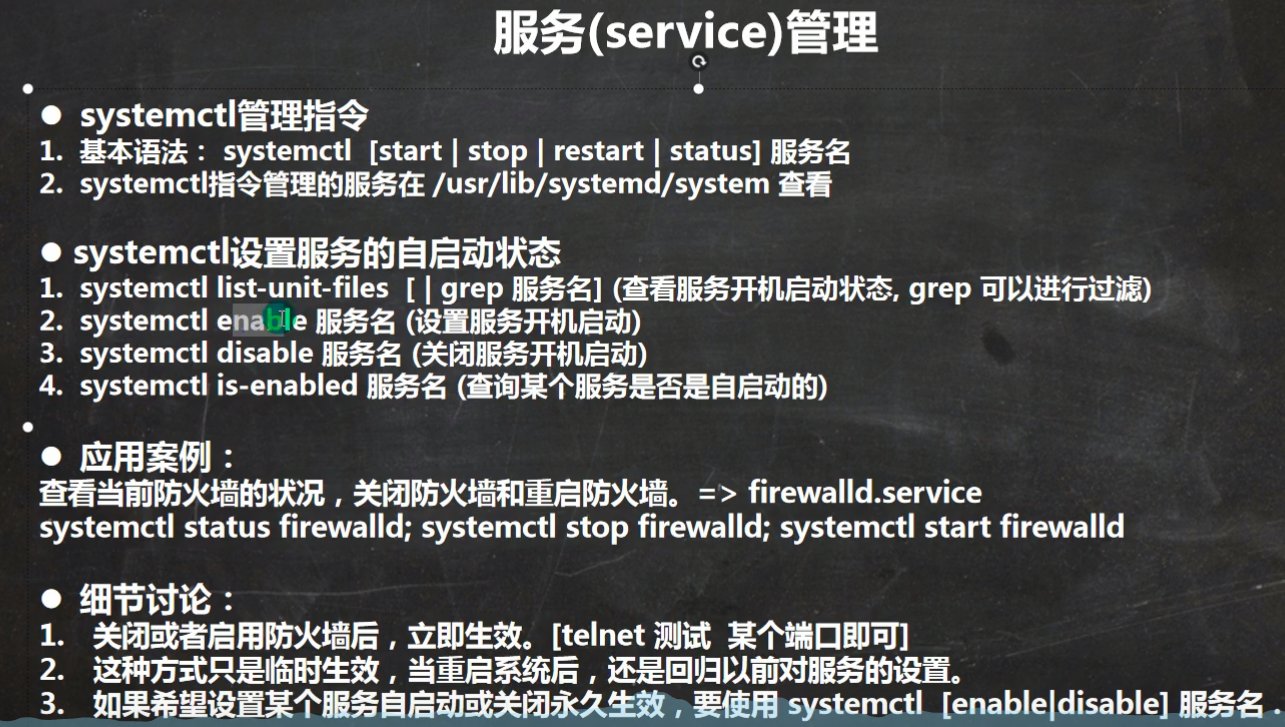 服务(service)管理
● systemctl管理指令
1. 基本语法： systemctl [start | stop | restart | status] 服务名
2. systemctl指令管理的服务在 /usr/lib/systemd/system 查看
● systemctl设置服务的自启动状态
1. systemctl list-unit-files [ | grep 服务名] (查看服务开机启动状态, grep 可以进行过滤)
2. systemctl enable 服务名 (设置服务开机启动)
3. systemctl disable 服务名 (关闭服务开机启动)
4. systemctl is-enabled 服务名 (查询某个服务是否是自启动的)
● 应用案例：
查看当前防火墙的状况，关闭防火墙和重启防火墙。=> firewalld.service
systemctl status firewalld; systemctl stop firewalld; systemctl start firewalld
● 细节讨论：
1. 关闭或者启用防火墙后，立即生效。[telnet 测试 某个端口即可]
2. 这种方式只是临时生效，当重启系统后，还是回归以前对服务的设置。
3. 如果希望设置某个服务自启动或关闭永久生效，要使用 systemctl [enable|disable] 服务名 .